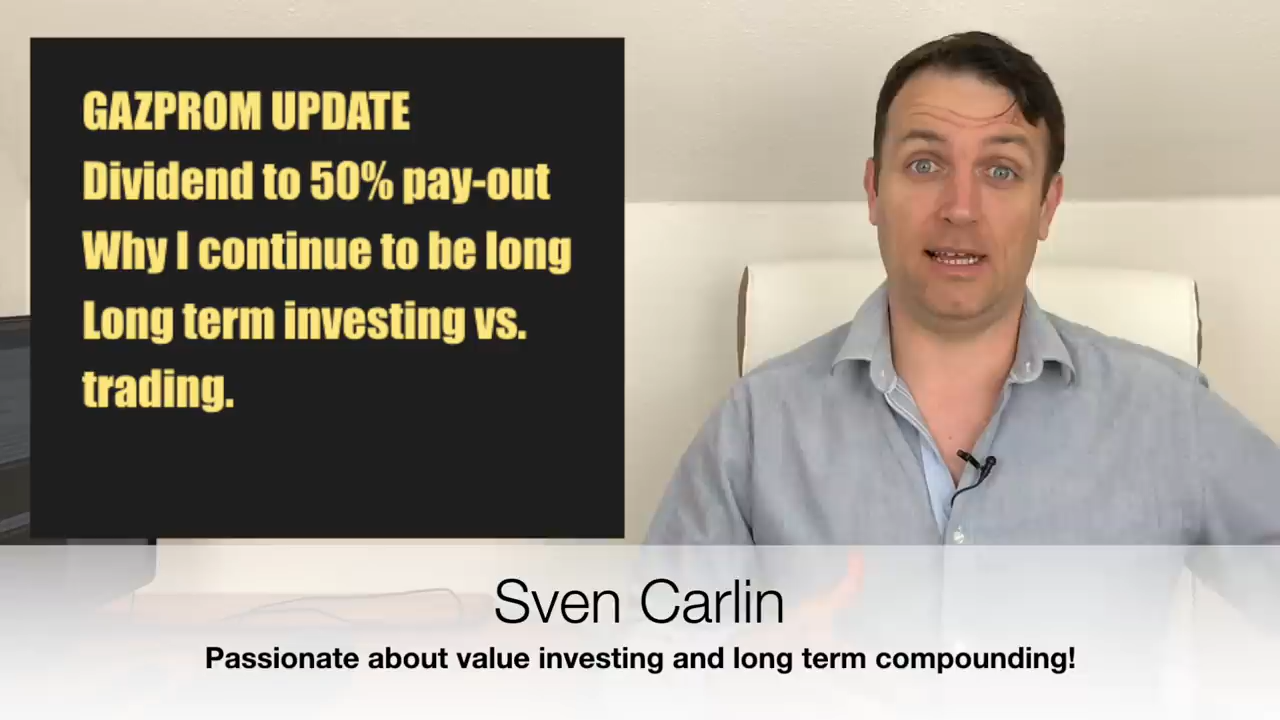 GAZPROM UPDATE
Dividend to 50% pay-out
Why I continue to be long
Long term investing vs.
trading.
Sven Carlin
Passionate about value investing and long term compounding!